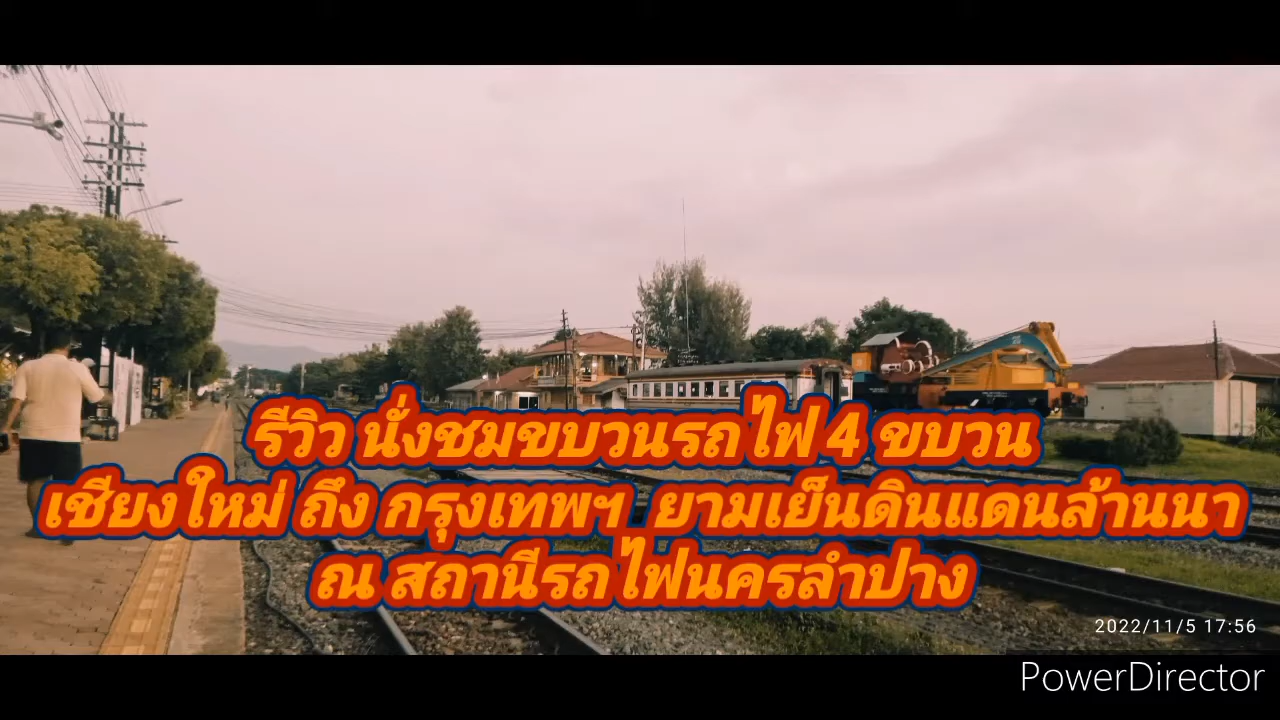 รีวิว นั่งชมขบวนรถไฟ 4 ขบวน
เชียงใหม่ ถึง กรุงเทพฯ ยามเย็นดินแดนล้านนา
ณ สถานีรถไฟนครลำปาง
2022/11/5 17:56
PowerDirector